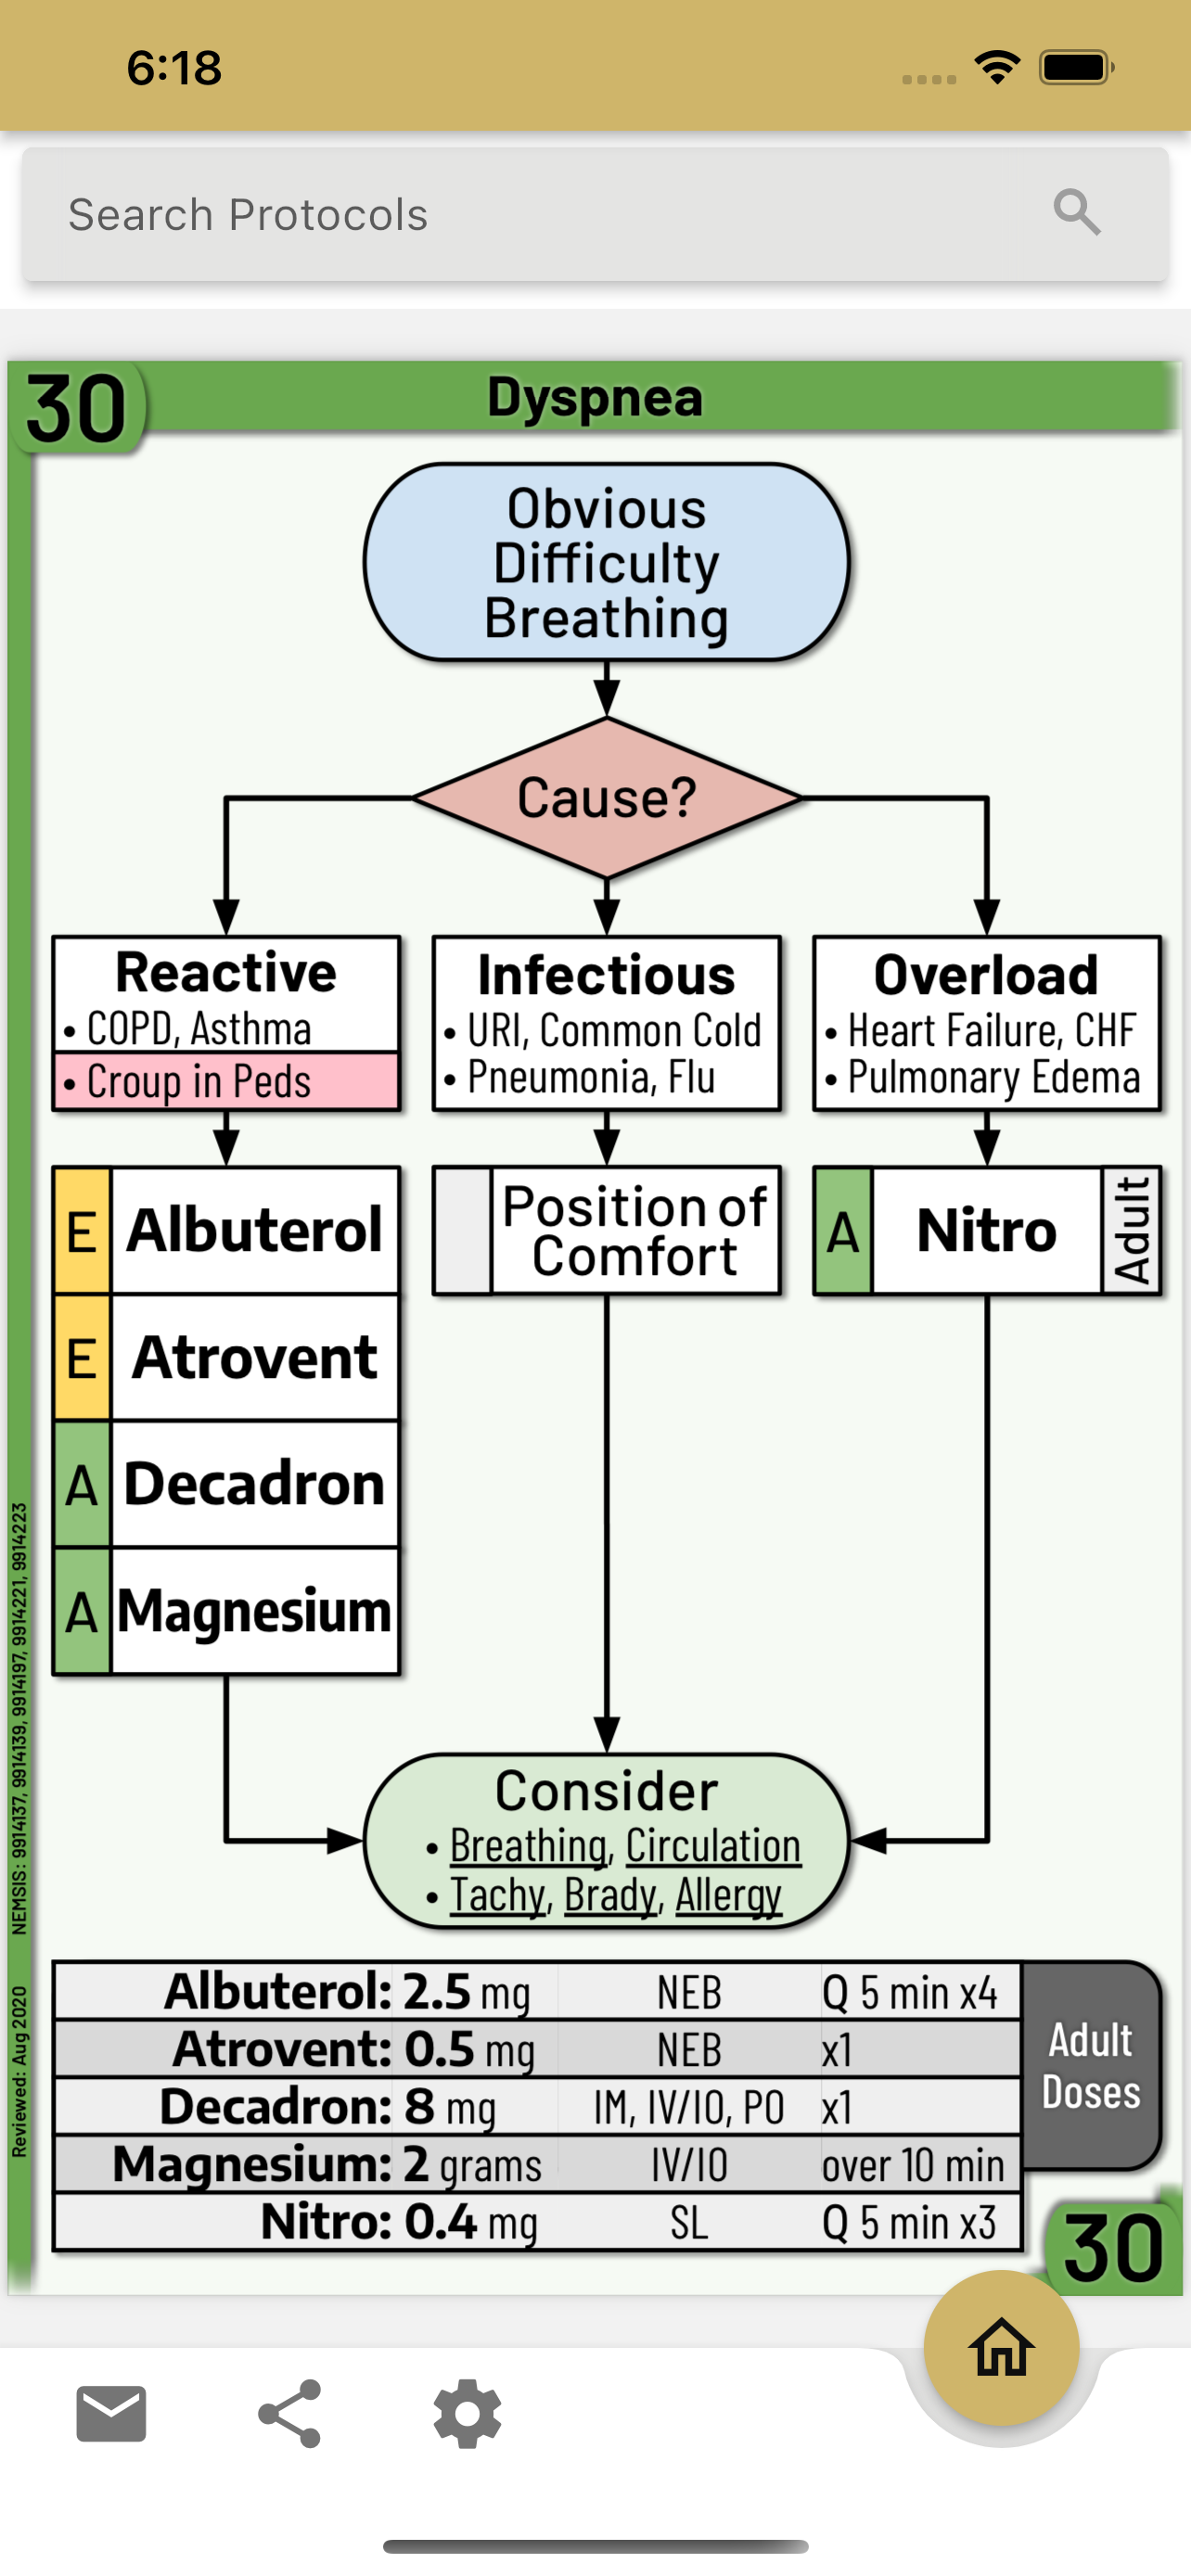 6:18
Search Protocols
30
Dyspnea
Obvious
Difficulty
Breathing
Cause?
Reactive
• COPD, Asthma
• Croup in Peds
Infectious
• URI, Common Cold
• Pneumonia, Flu
Overload
• Heart Failure, CHF
• Pulmonary Edema
E Albuterol
E Atrovent
A Decadron
A Magnesium
Position of
Comfort
A Nitro Adult
Consider
• Breathing, Circulation
• Tachy, Brady, Allergy
Albuterol: 2.5 mg NEB Q 5 min x4
Atrovent: 0.5 mg NEB x1
Decadron: 8 mg IM, IV/IO, PO x1
Magnesium: 2 grams IV/IO over 10 min
Nitro: 0.4 mg SL Q 5 min x3
Adult
Doses
30
Reviewed: Aug 2020 NEMSIS: 9914137, 9914139, 9914197, 9914221, 9914223